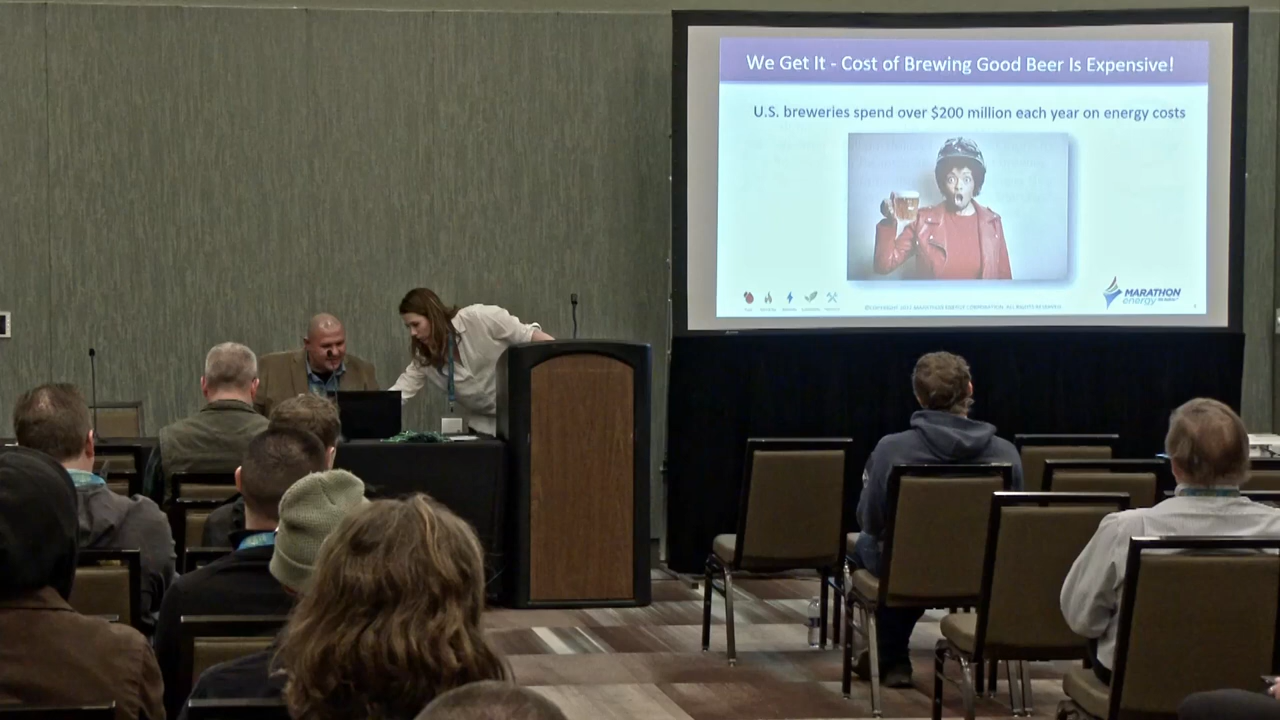 We Get It - Cost of Brewing Good Beer Is Expensive!
U.S. breweries spend over $200 million each year on energy costs
MARATHON
energy